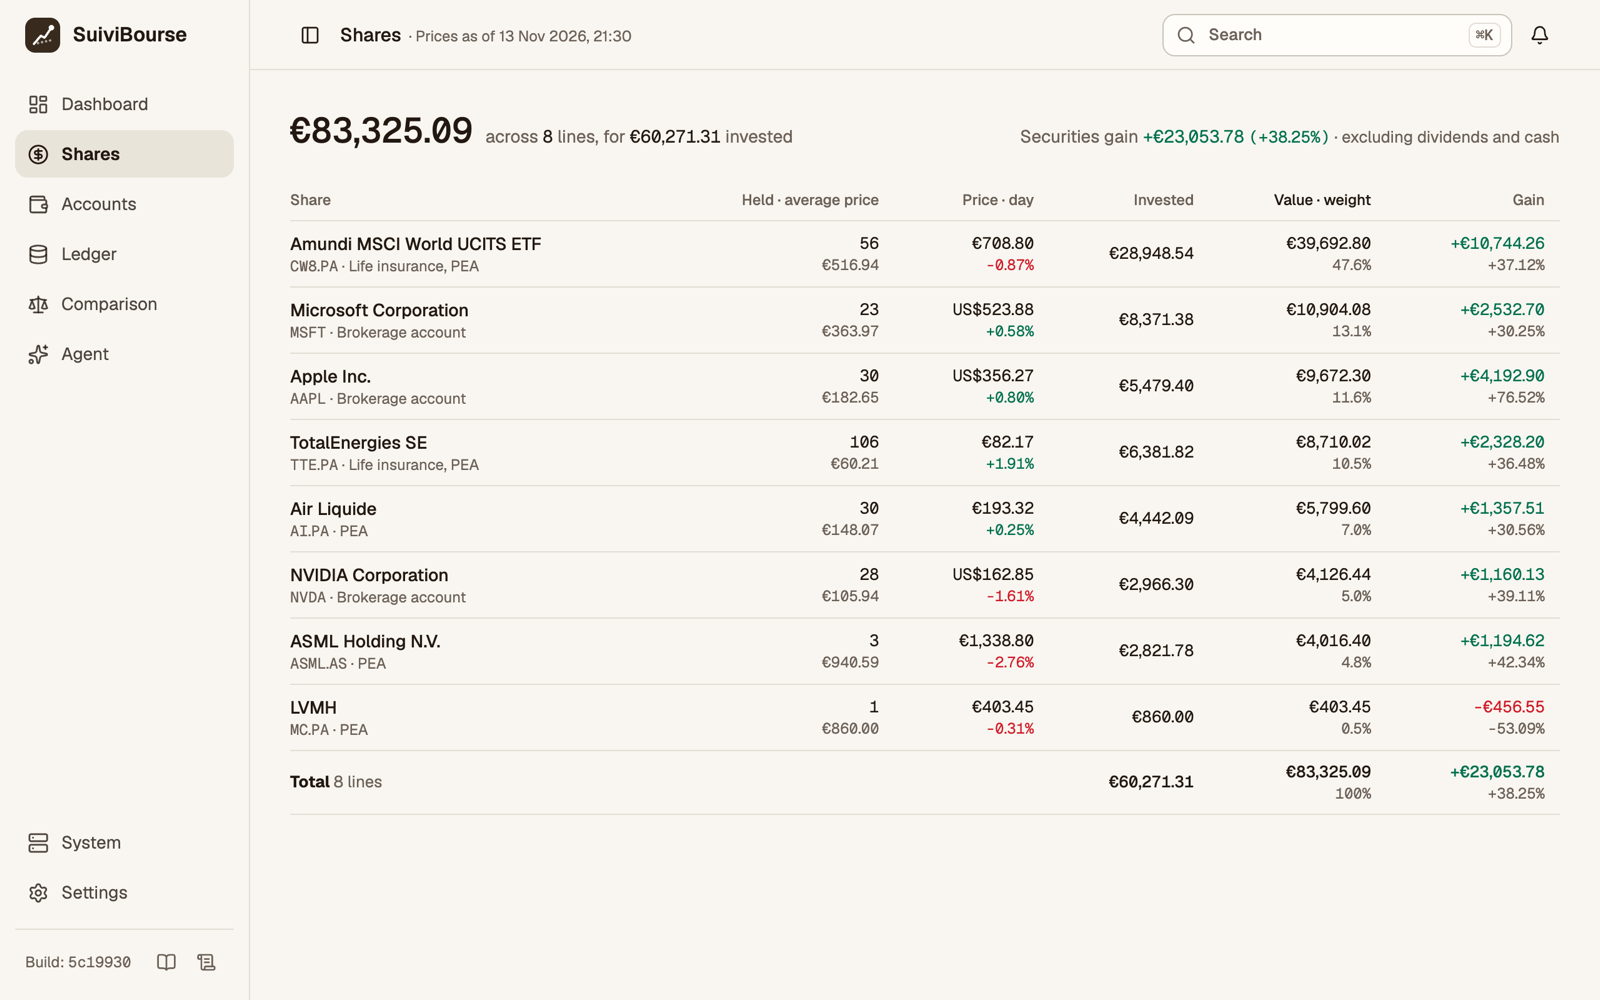 SuiviBourse
Dashboard
Shares
Accounts
Ledger
Comparison
Agent
System
Settings
Build: 5c19930
Shares · Prices as of 13 Nov 2026, 21:30
Search ⌘K
€83,325.09 across 8 lines, for €60,271.31 invested
Securities gain +€23,053.78 (+38.25%) · excluding dividends and cash
Share Held · average price Price · day Invested Value · weight Gain
Amundi MSCI World UCITS ETF 56 €708.80 €28,948.54 €39,692.80 +€10,744.26
CW8.PA · Life insurance, PEA €516.94 -0.87% 47.6% +37.12%
Microsoft Corporation 23 US$523.88 €8,371.38 €10,904.08 +€2,532.70
MSFT · Brokerage account €363.97 +0.58% 13.1% +30.25%
Apple Inc. 30 US$356.27 €5,479.40 €9,672.30 +€4,192.90
AAPL · Brokerage account €182.65 +0.80% 11.6% +76.52%
TotalEnergies SE 106 €82.17 €6,381.82 €8,710.02 +€2,328.20
TTE.PA · Life insurance, PEA €60.21 +1.91% 10.5% +36.48%
Air Liquide 30 €193.32 €4,442.09 €5,799.60 +€1,357.51
AI.PA · PEA €148.07 +0.25% 7.0% +30.56%
NVIDIA Corporation 28 US$162.85 €2,966.30 €4,126.44 +€1,160.13
NVDA · Brokerage account €105.94 -1.61% 5.0% +39.11%
ASML Holding N.V. 3 €1,338.80 €2,821.78 €4,016.40 +€1,194.62
ASML.AS · PEA €940.59 -2.76% 4.8% +42.34%
LVMH 1 €403.45 €860.00 €403.45 -€456.55
MC.PA · PEA €860.00 -0.31% 0.5% -53.09%
Total 8 lines €60,271.31 €83,325.09 +€23,053.78
100% +38.25%